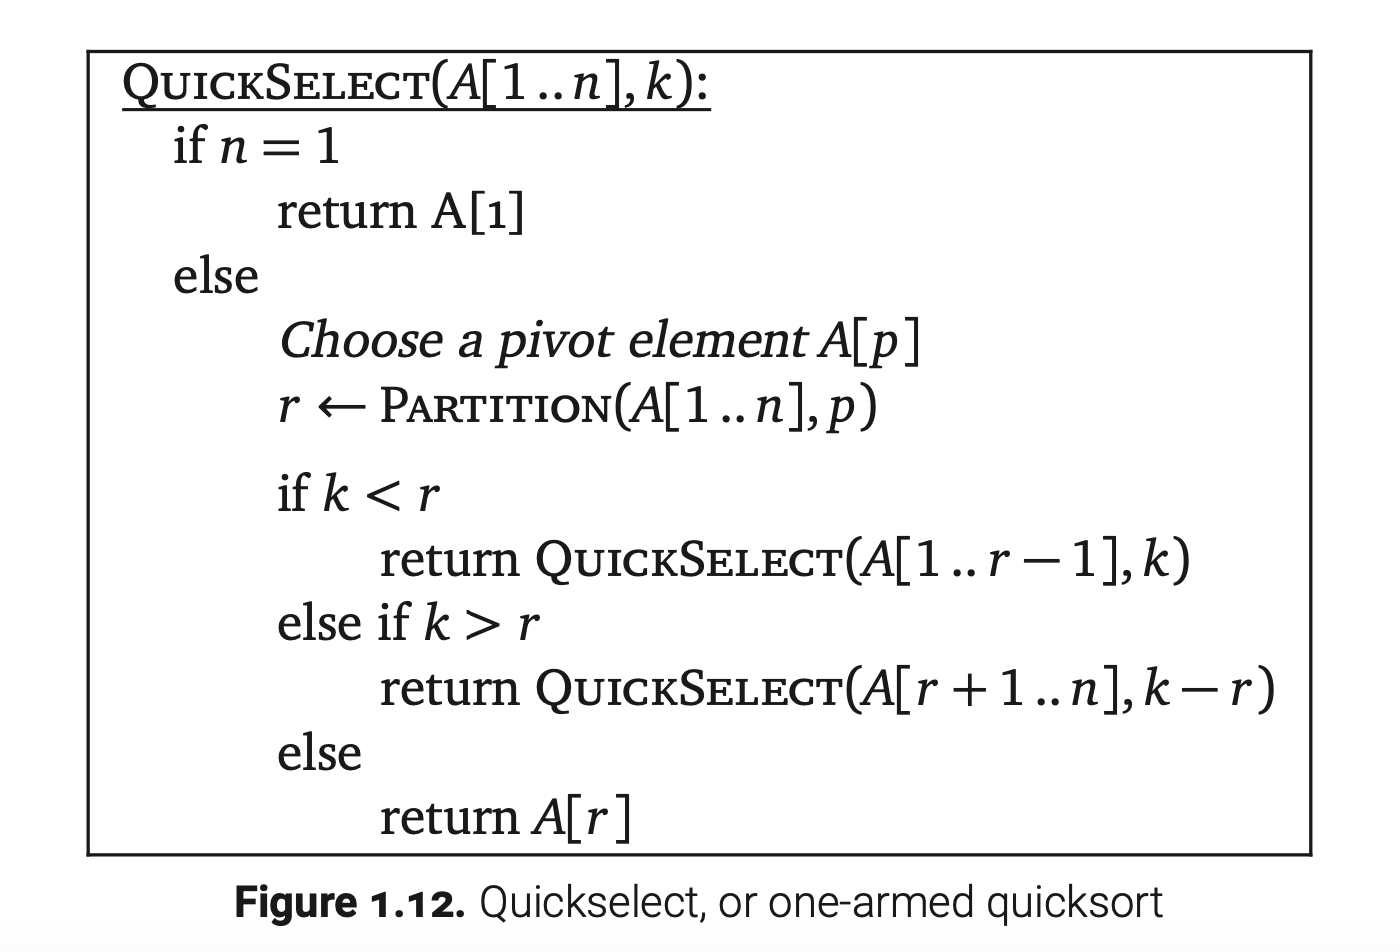 QuickSelect(A[1 .. n], k):
if n = 1
return A[1]
else
Choose a pivot element A[p]
r ← Partition(A[1 .. n], p)
if k < r
return QuickSelect(A[1 .. r − 1], k)
else if k > r
return QuickSelect(A[r + 1 .. n], k − r)
else
return A[r]
Figure 1.12. Quickselect, or one-armed quicksort